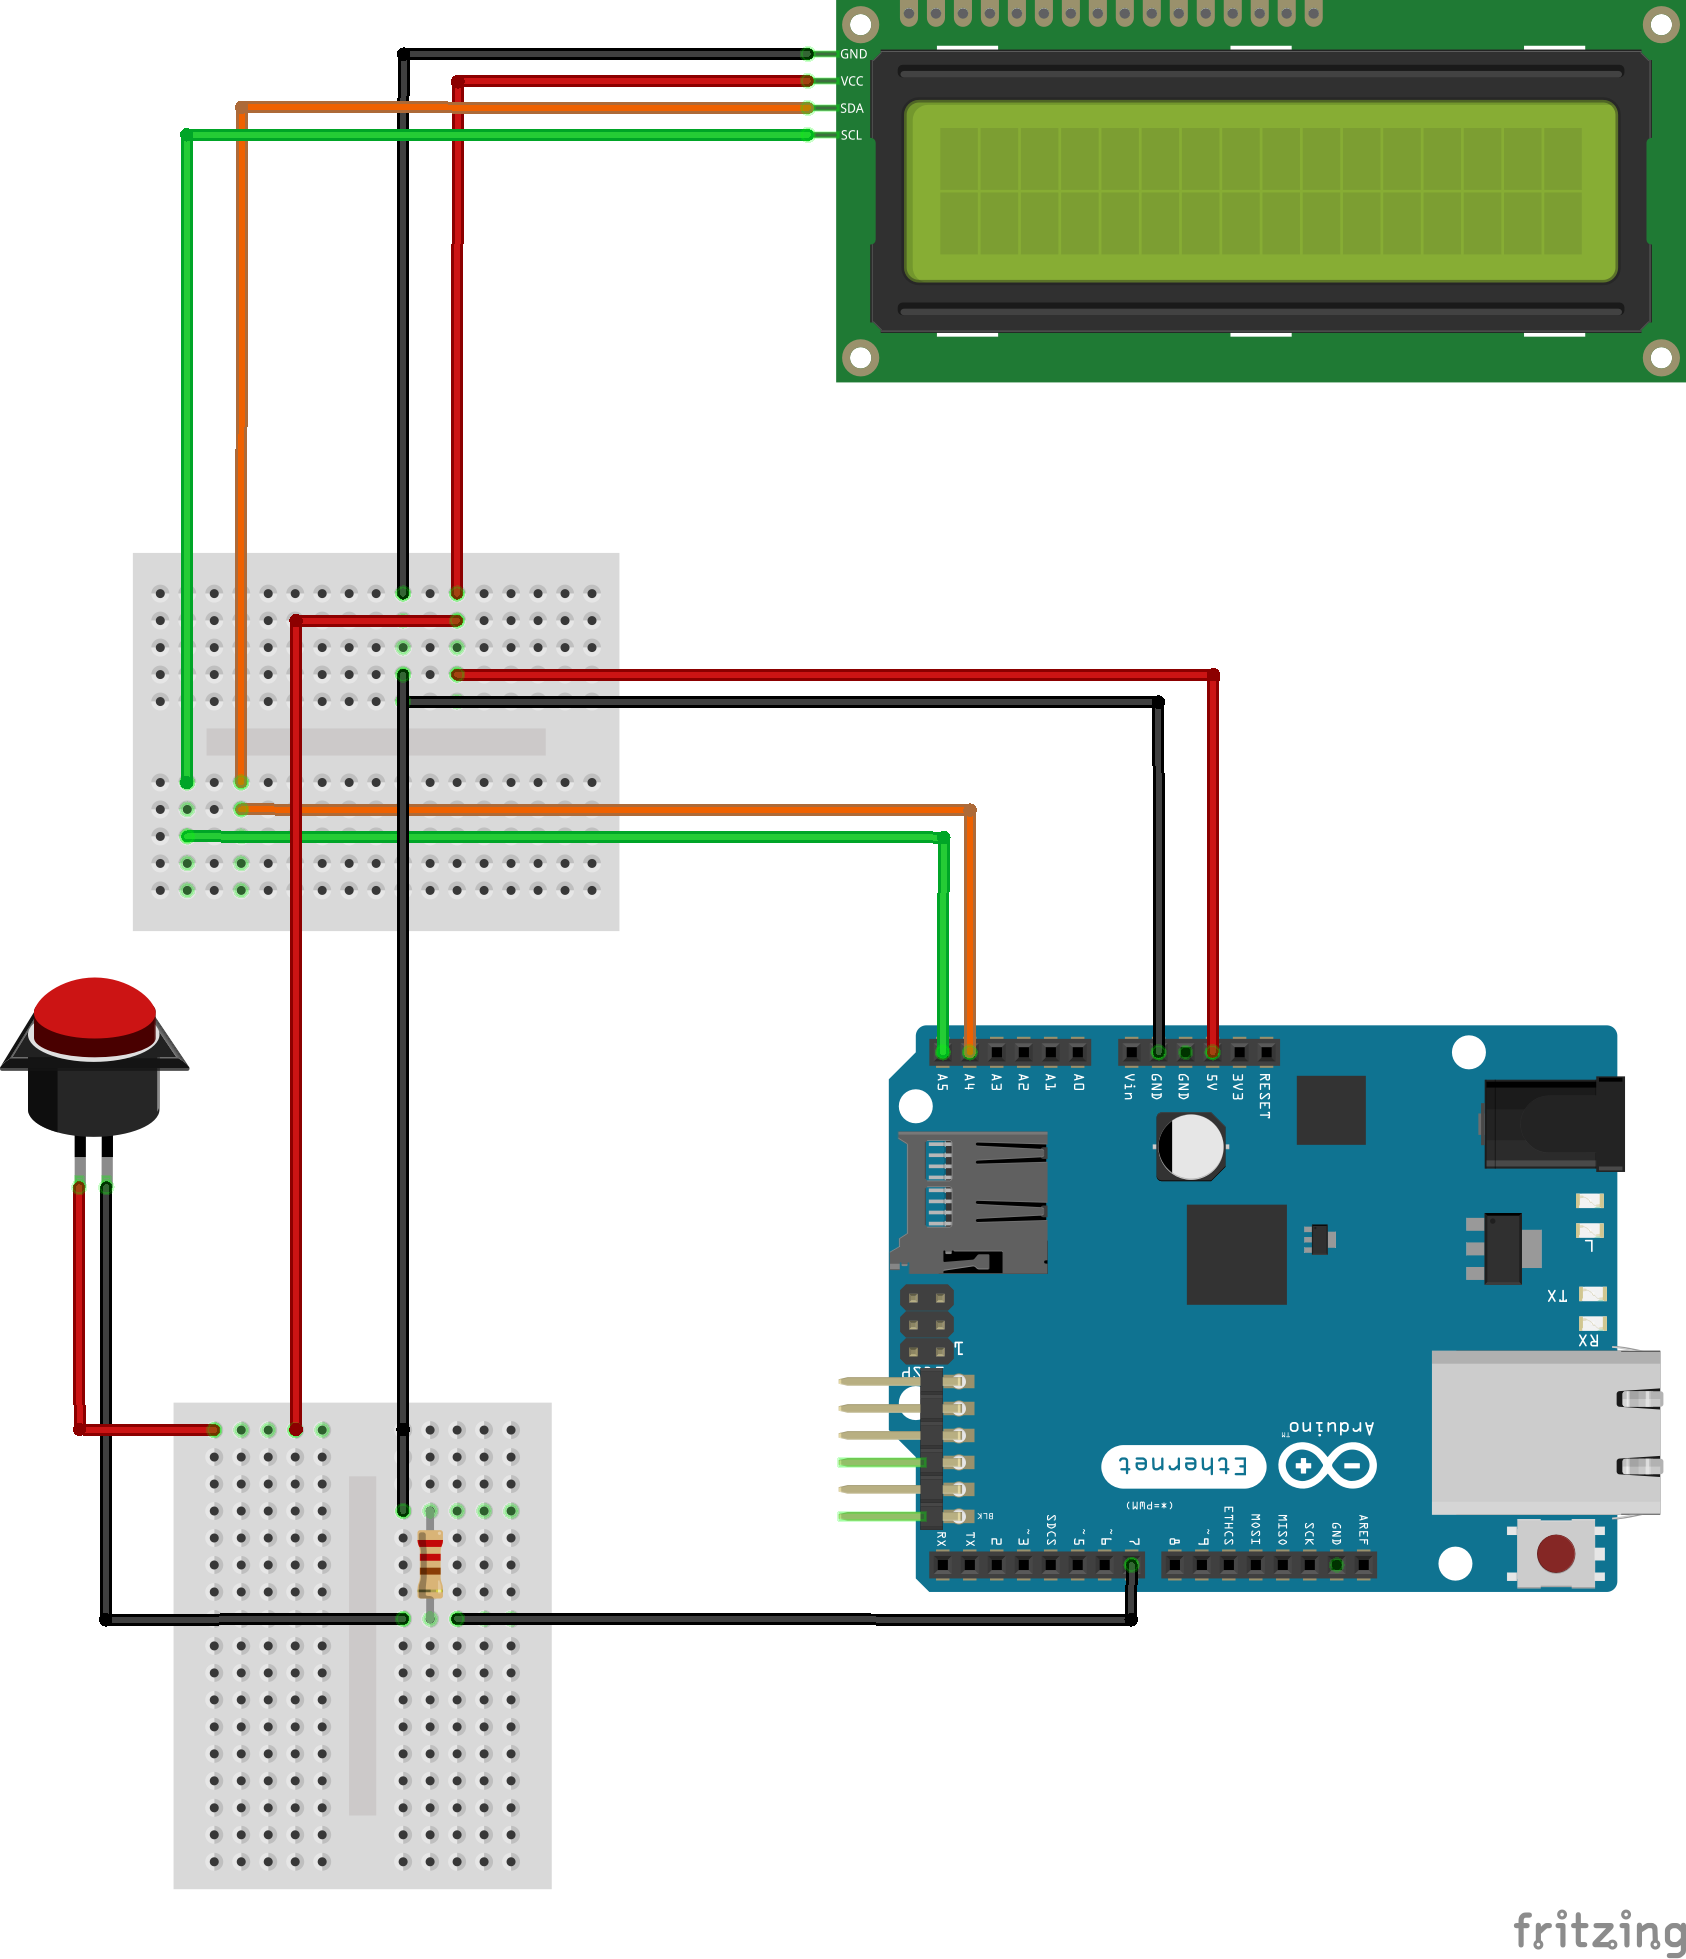 GND
VCC
SDA
SCL
A5 A4 A3 A2 A1 A0 Vin GND GND 5V 3V3 RESET
L
TX
RX
1
Arduino
TM
Ethernet
(*=PWM)
BLK
RX TX 2 ~3 SDCS ~5 ~6 7 8 ~9 ETHCS MOSI MISO SCK GND AREF
fritzing